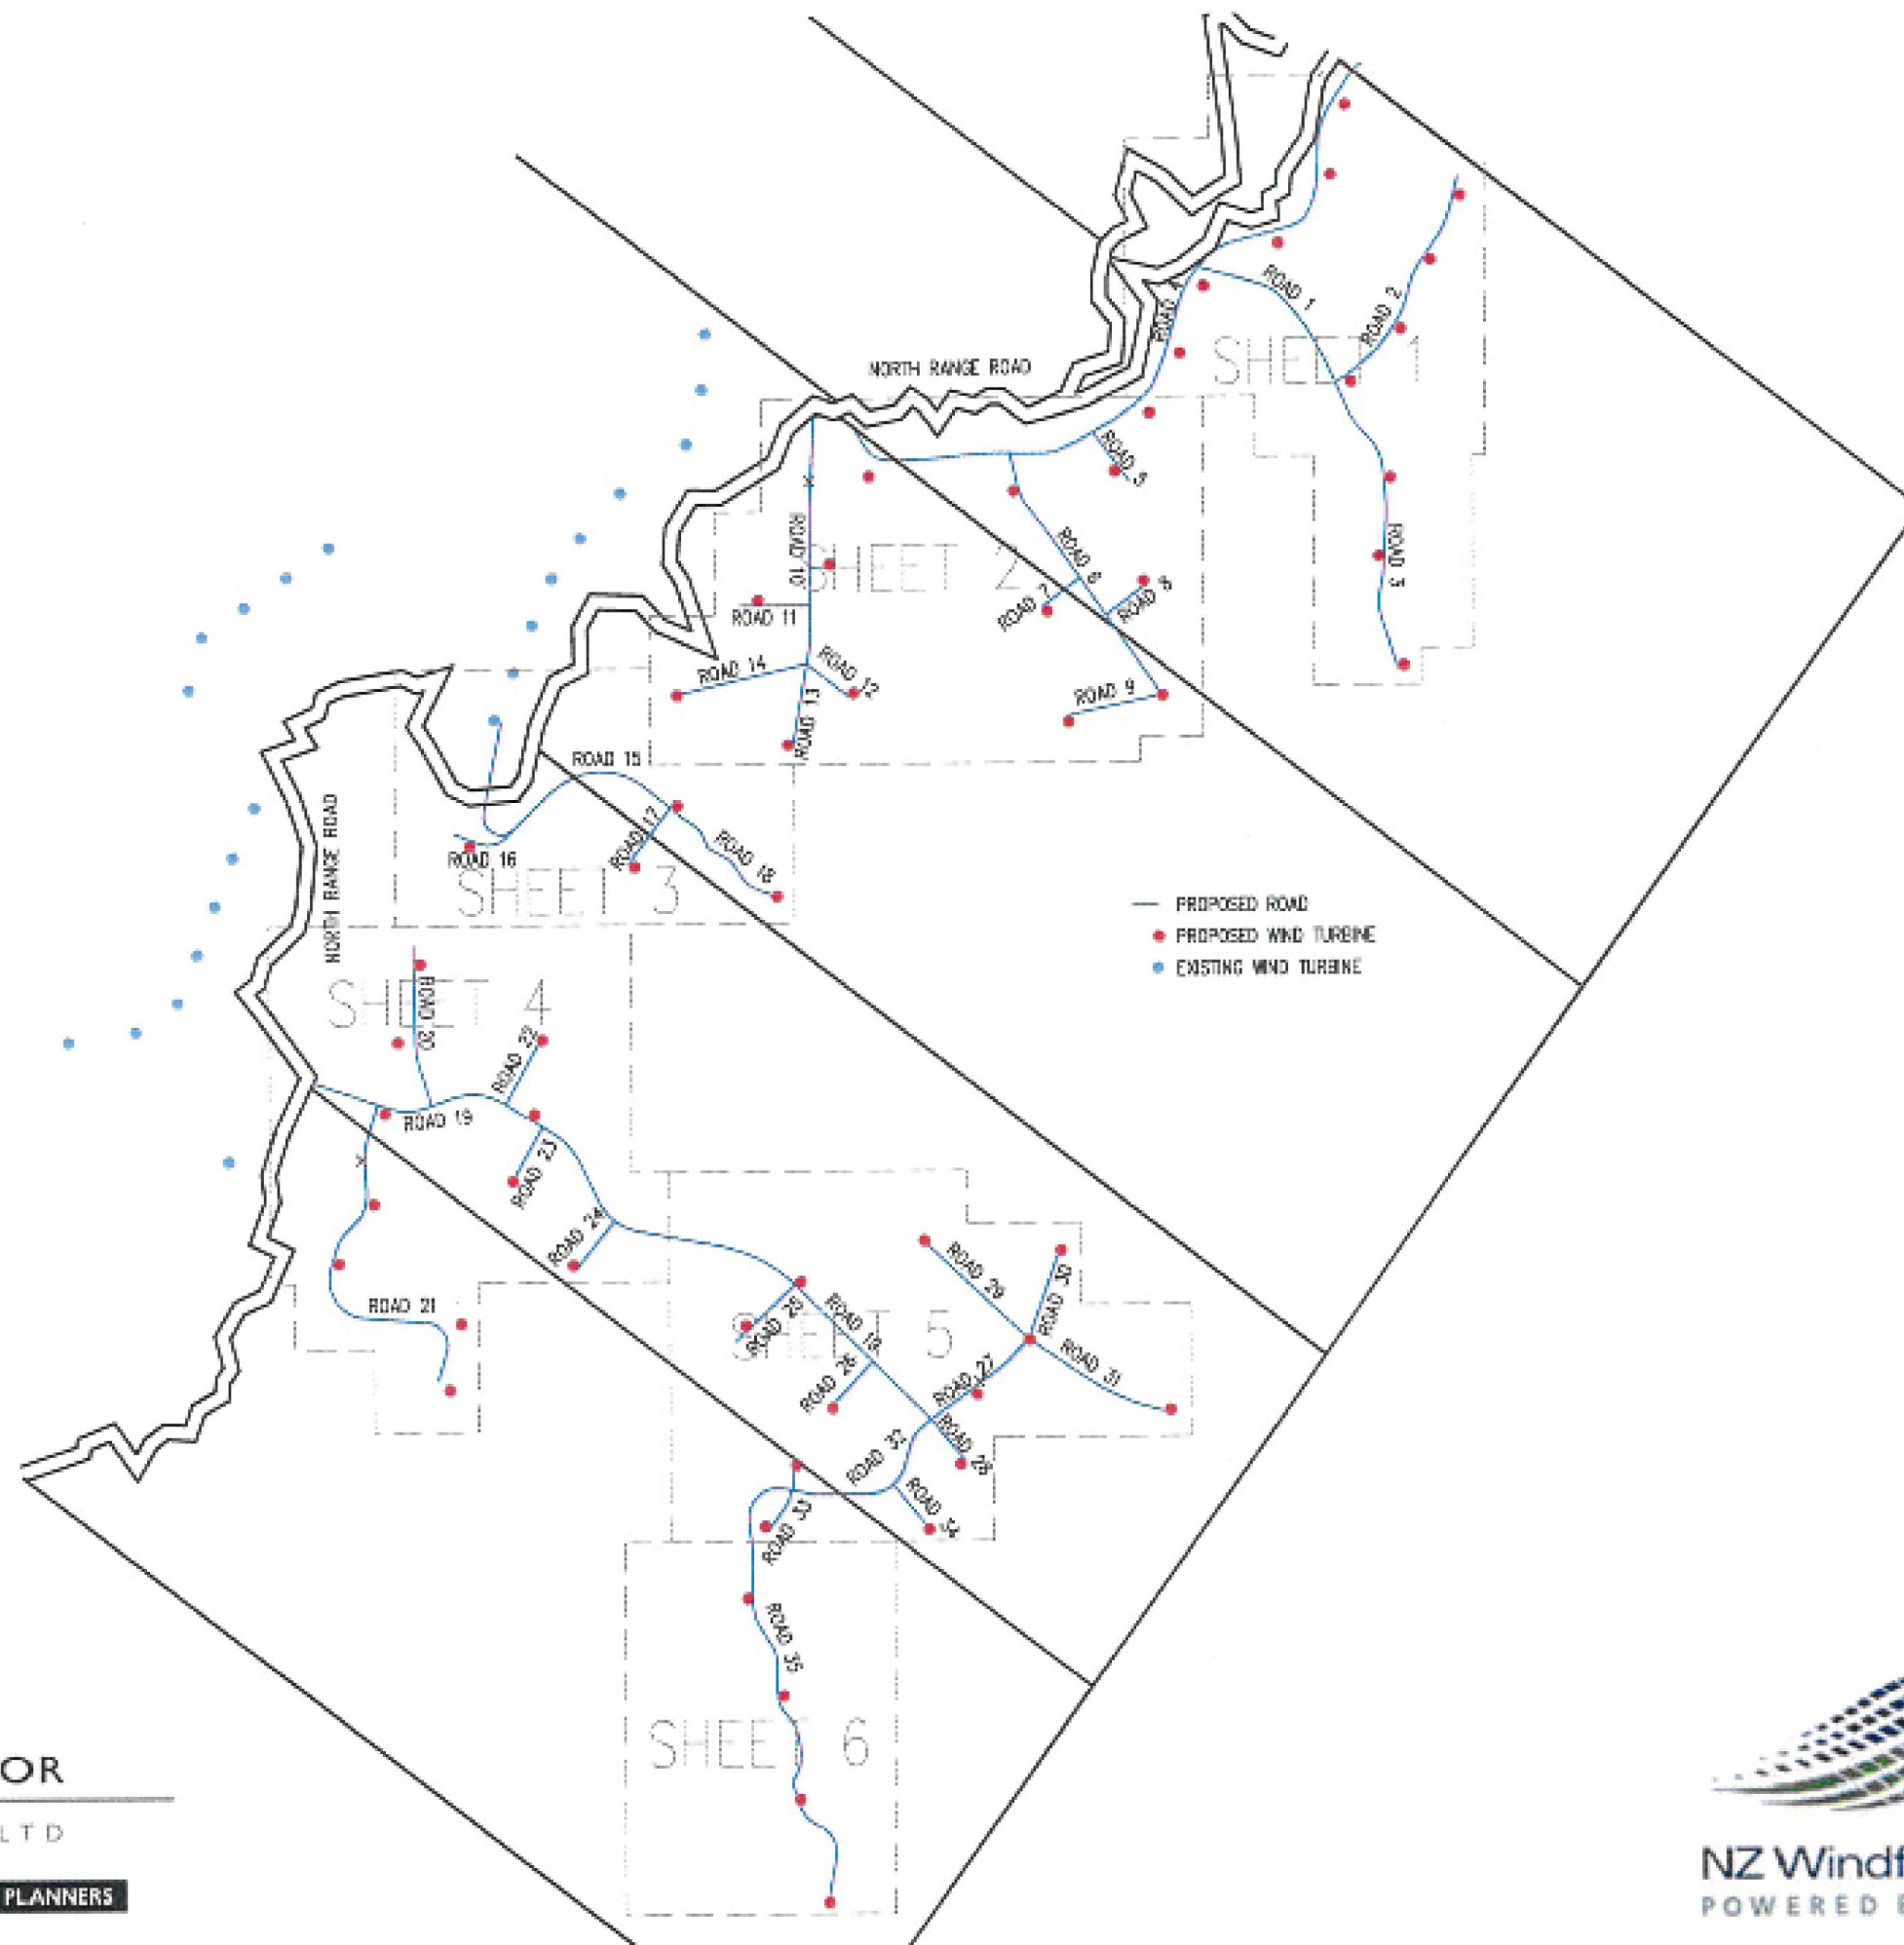 ROAD 1
ROAD 2
ROAD 4
SHEET 1
NORTH RANGE ROAD
ROAD 5
ROAD 3
ROAD 10
SHEET 2
ROAD 6
ROAD 7
ROAD 8
ROAD 11
ROAD 14
ROAD 12
ROAD 13
ROAD 9
ROAD 15
NORTH RANGE ROAD
ROAD 16
ROAD 17
ROAD 18
SHEET 3
PROPOSED ROAD
PROPOSED WIND TURBINE
EXISTING WIND TURBINE
SHEET 4
ROAD 20
ROAD 22
ROAD 19
ROAD 23
ROAD 24
ROAD 21
ROAD 29
ROAD 30
ROAD 25
ROAD 19
SHEET 5
ROAD 26
ROAD 27
ROAD 31
ROAD 32
ROAD 28
ROAD 33
ROAD 34
ROAD 35
SHEET 6
OR
LTD
PLANNERS
NZ Windf
POWERED